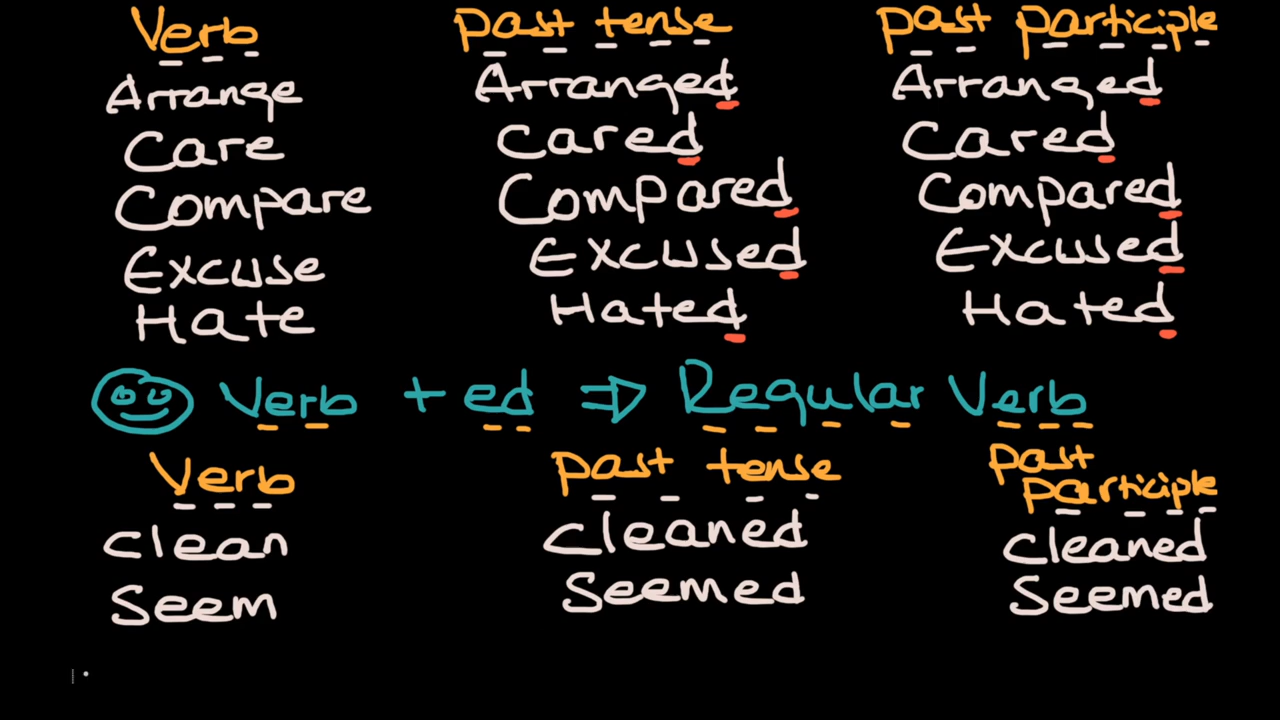 Verb past tense past participle
Arrange Arranged Arranged
Care Cared Cared
Compare Compared Compared
Excuse Excused Excused
Hate Hated Hated
Verb + ed ⇒ Regular Verb
Verb past tense past participle
Clean Cleaned Cleaned
Seem Seemed Seemed